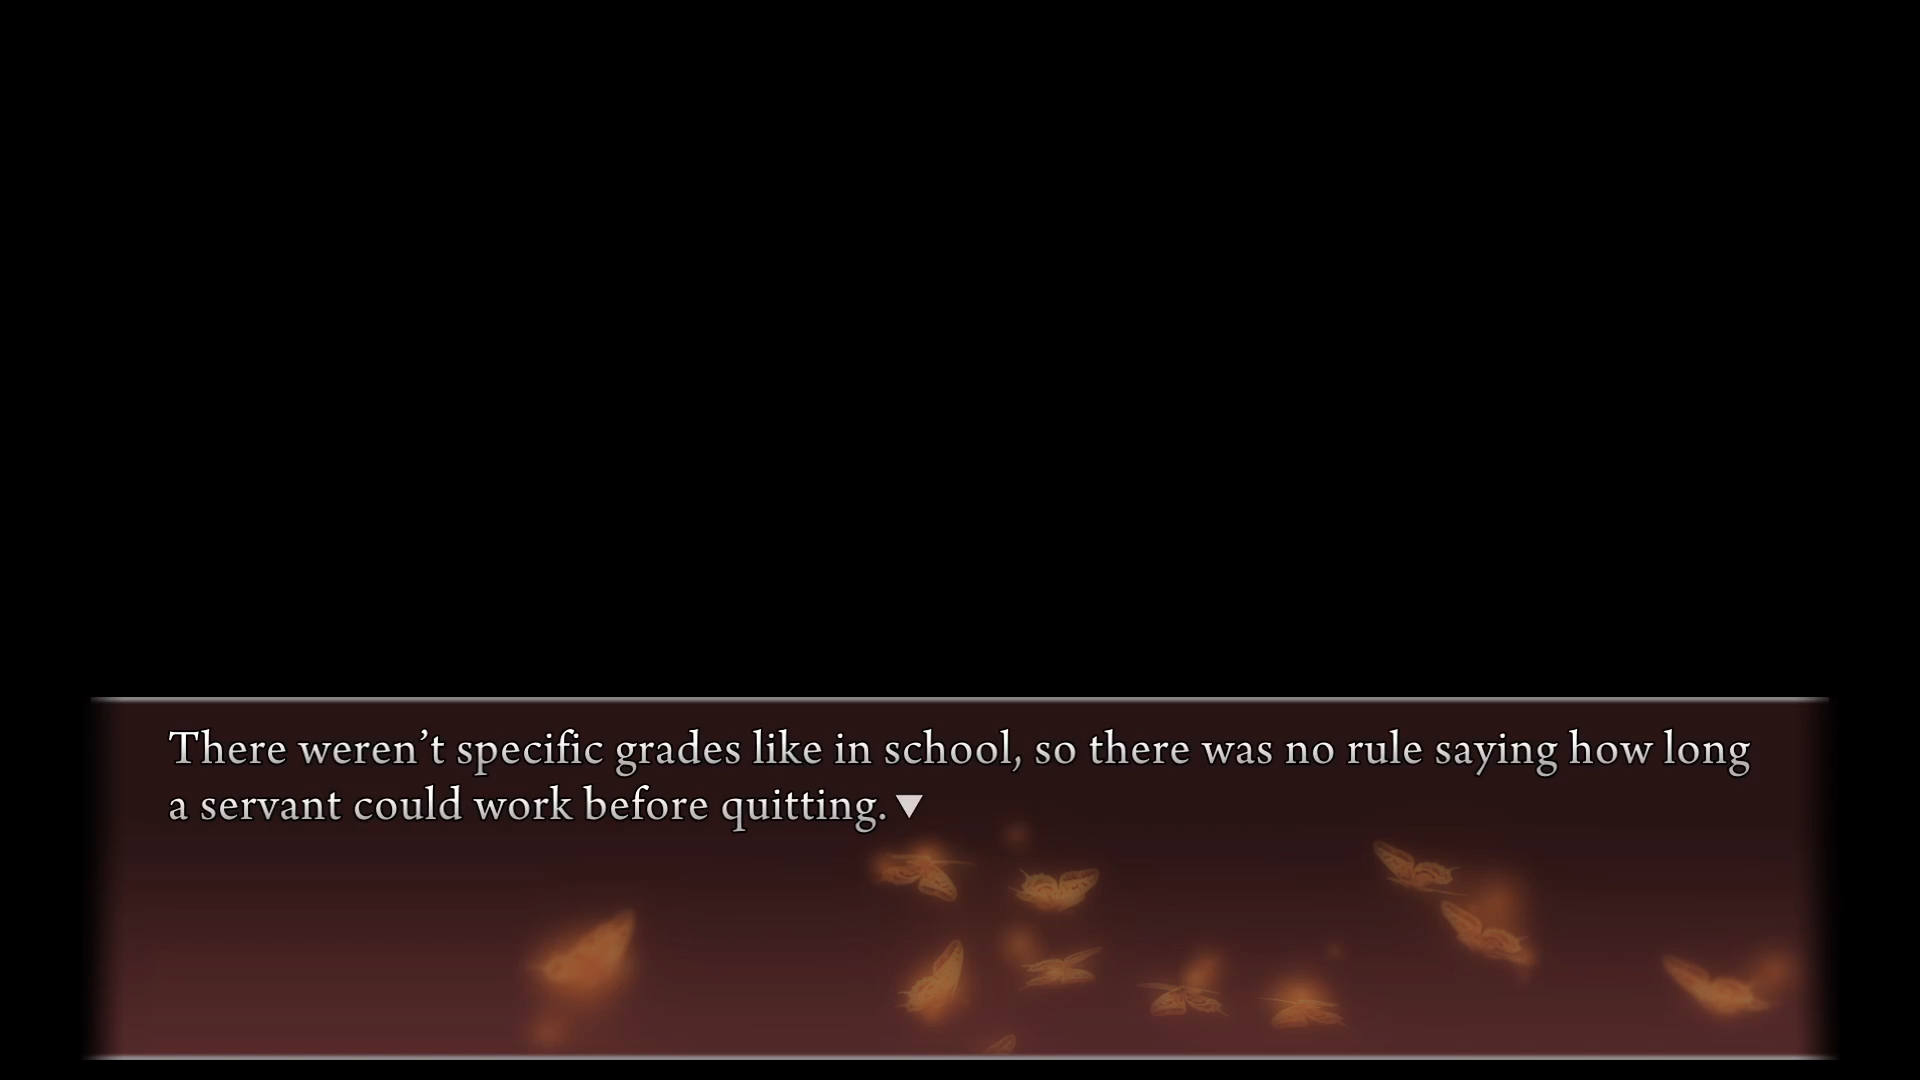 There weren’t specific grades like in school, so there was no rule saying how long
a servant could work before quitting.